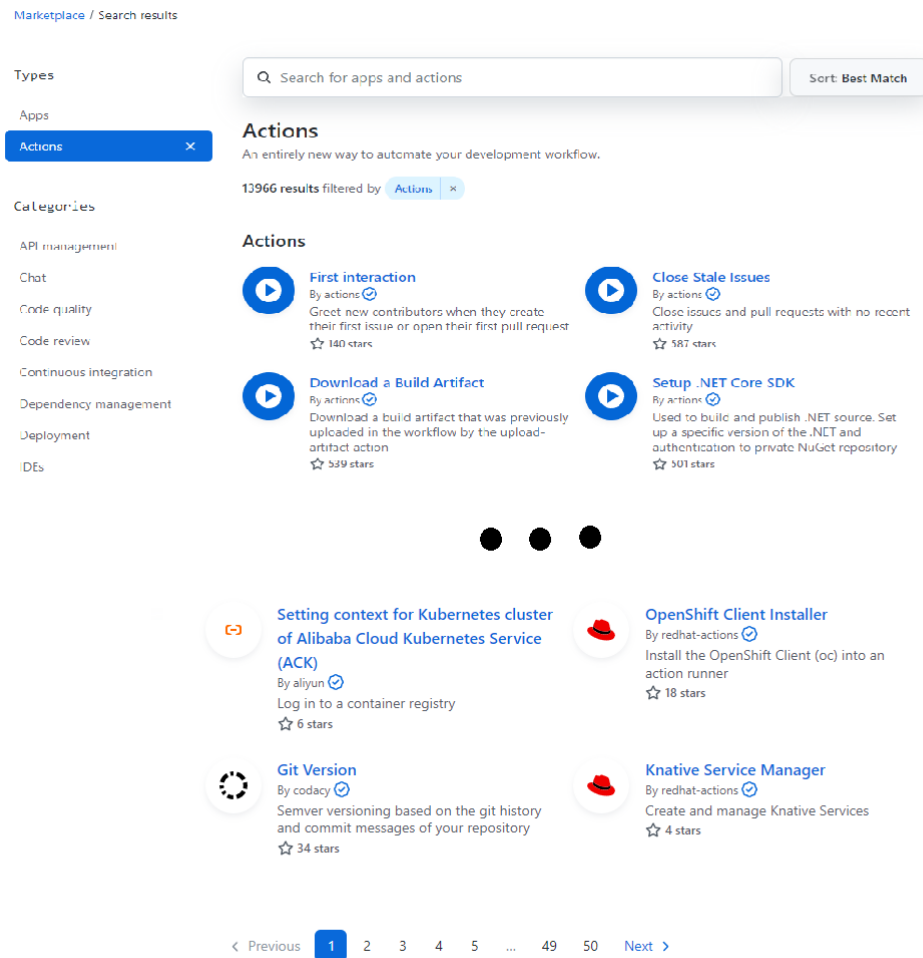 Marketplace / Search results
Types
Search for apps and actions
Sort: Best Match
Apps
Actions ×
Actions
An entirely new way to automate your development workflow.
13966 results filtered by Actions ×
Categories
API management
Chat
Code quality
Code review
Continuous integration
Dependency management
Deployment
IDEs
Actions
First interaction
By actions
Greet new contributors when they create
their first issue or open their first pull request
140 stars
Close Stale Issues
By actions
Close issues and pull requests with no recent
activity
587 stars
Download a Build Artifact
By actions
Download a build artifact that was previously
uploaded in the workflow by the upload-
artifact action
539 stars
Setup .NET Core SDK
By actions
Used to build and publish .NET source. Set
up a specific version of the .NET and
authentication to private NuGet repository
501 stars
Setting context for Kubernetes cluster
of Alibaba Cloud Kubernetes Service
(ACK)
By aliyun
Log in to a container registry
6 stars
OpenShift Client Installer
By redhat-actions
Install the OpenShift Client (oc) into an
action runner
18 stars
Git Version
By codacy
Semver versioning based on the git history
and commit messages of your repository
34 stars
Knative Service Manager
By redhat-actions
Create and manage Knative Services
4 stars
< Previous 1 2 3 4 5 ... 49 50 Next >